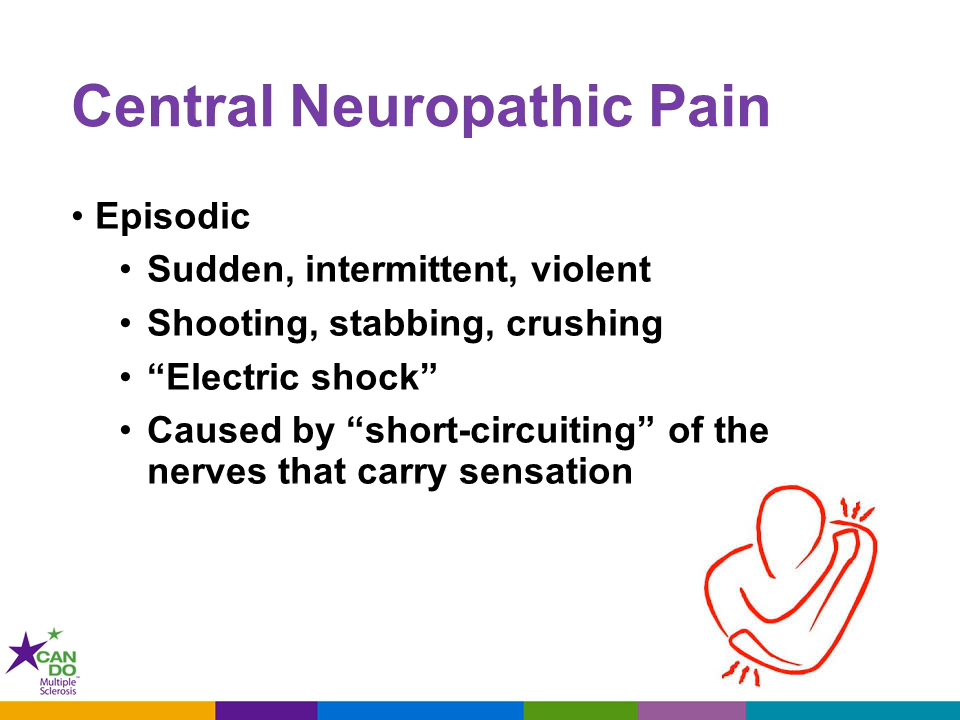 Central Neuropathic Pain
• Episodic
• Sudden, intermittent, violent
• Shooting, stabbing, crushing
• “Electric shock”
• Caused by “short-circuiting” of the
nerves that carry sensation
CAN
DO™
Multiple
Sclerosis